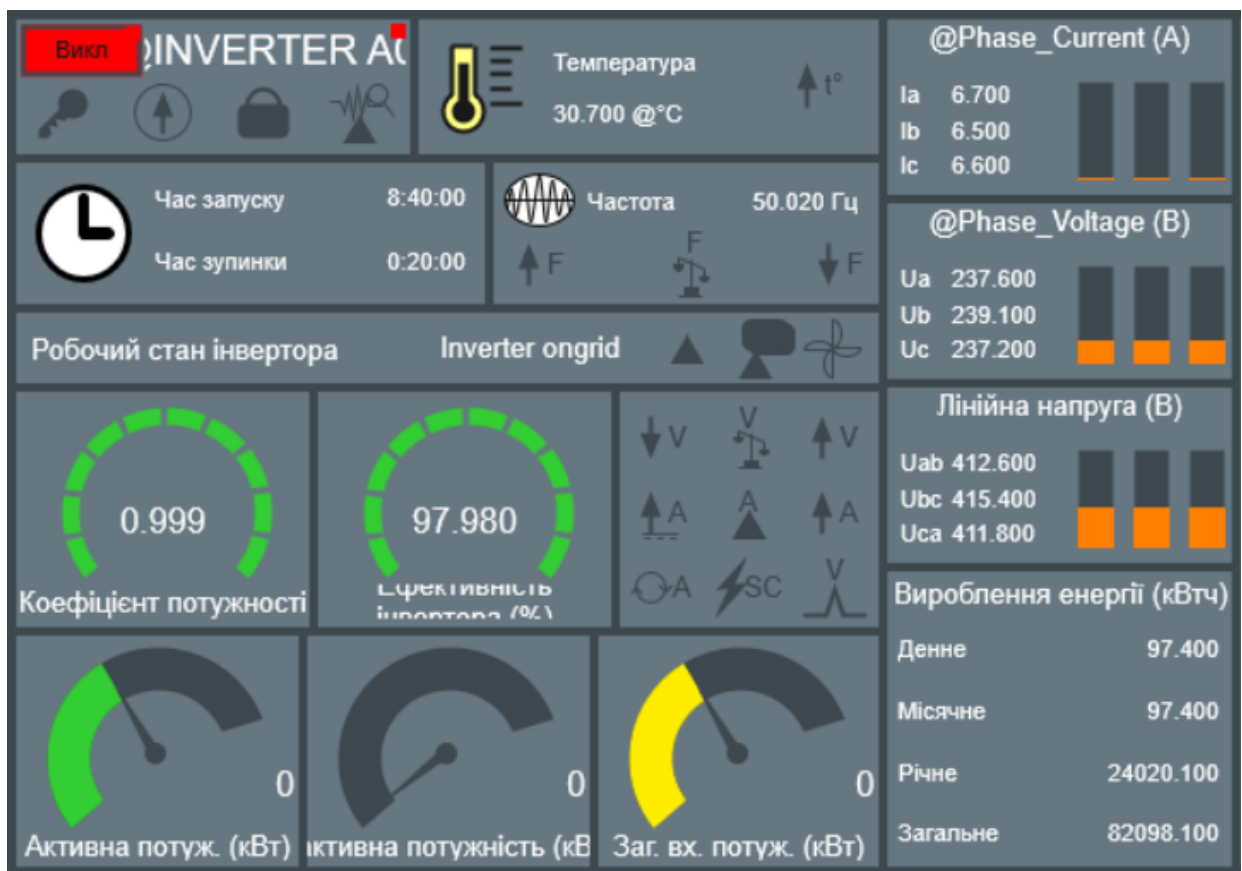 Викл
@INVERTER AC
Температура
30.700 @°C
t°
Час запуску 8:40:00
Час зупинки 0:20:00
Частота 50.020 Гц
F
F
F
Робочий стан інвертора Inverter ongrid
0.999
Коефіцієнт потужності
97.980
Ефективність
інвертора (%)
V
V
V
A
A
A
A
SC
V
0
Активна потуж. (кВт)
0
активна потужність (кВ
0
Заг. вх. потуж. (кВт)
@Phase_Current (A)
Ia 6.700
Ib 6.500
Ic 6.600
@Phase_Voltage (В)
Ua 237.600
Ub 239.100
Uc 237.200
Лінійна напруга (В)
Uab 412.600
Ubc 415.400
Uca 411.800
Вироблення енергії (кВтч)
Денне 97.400
Місячне 97.400
Річне 24020.100
Загальне 82098.100